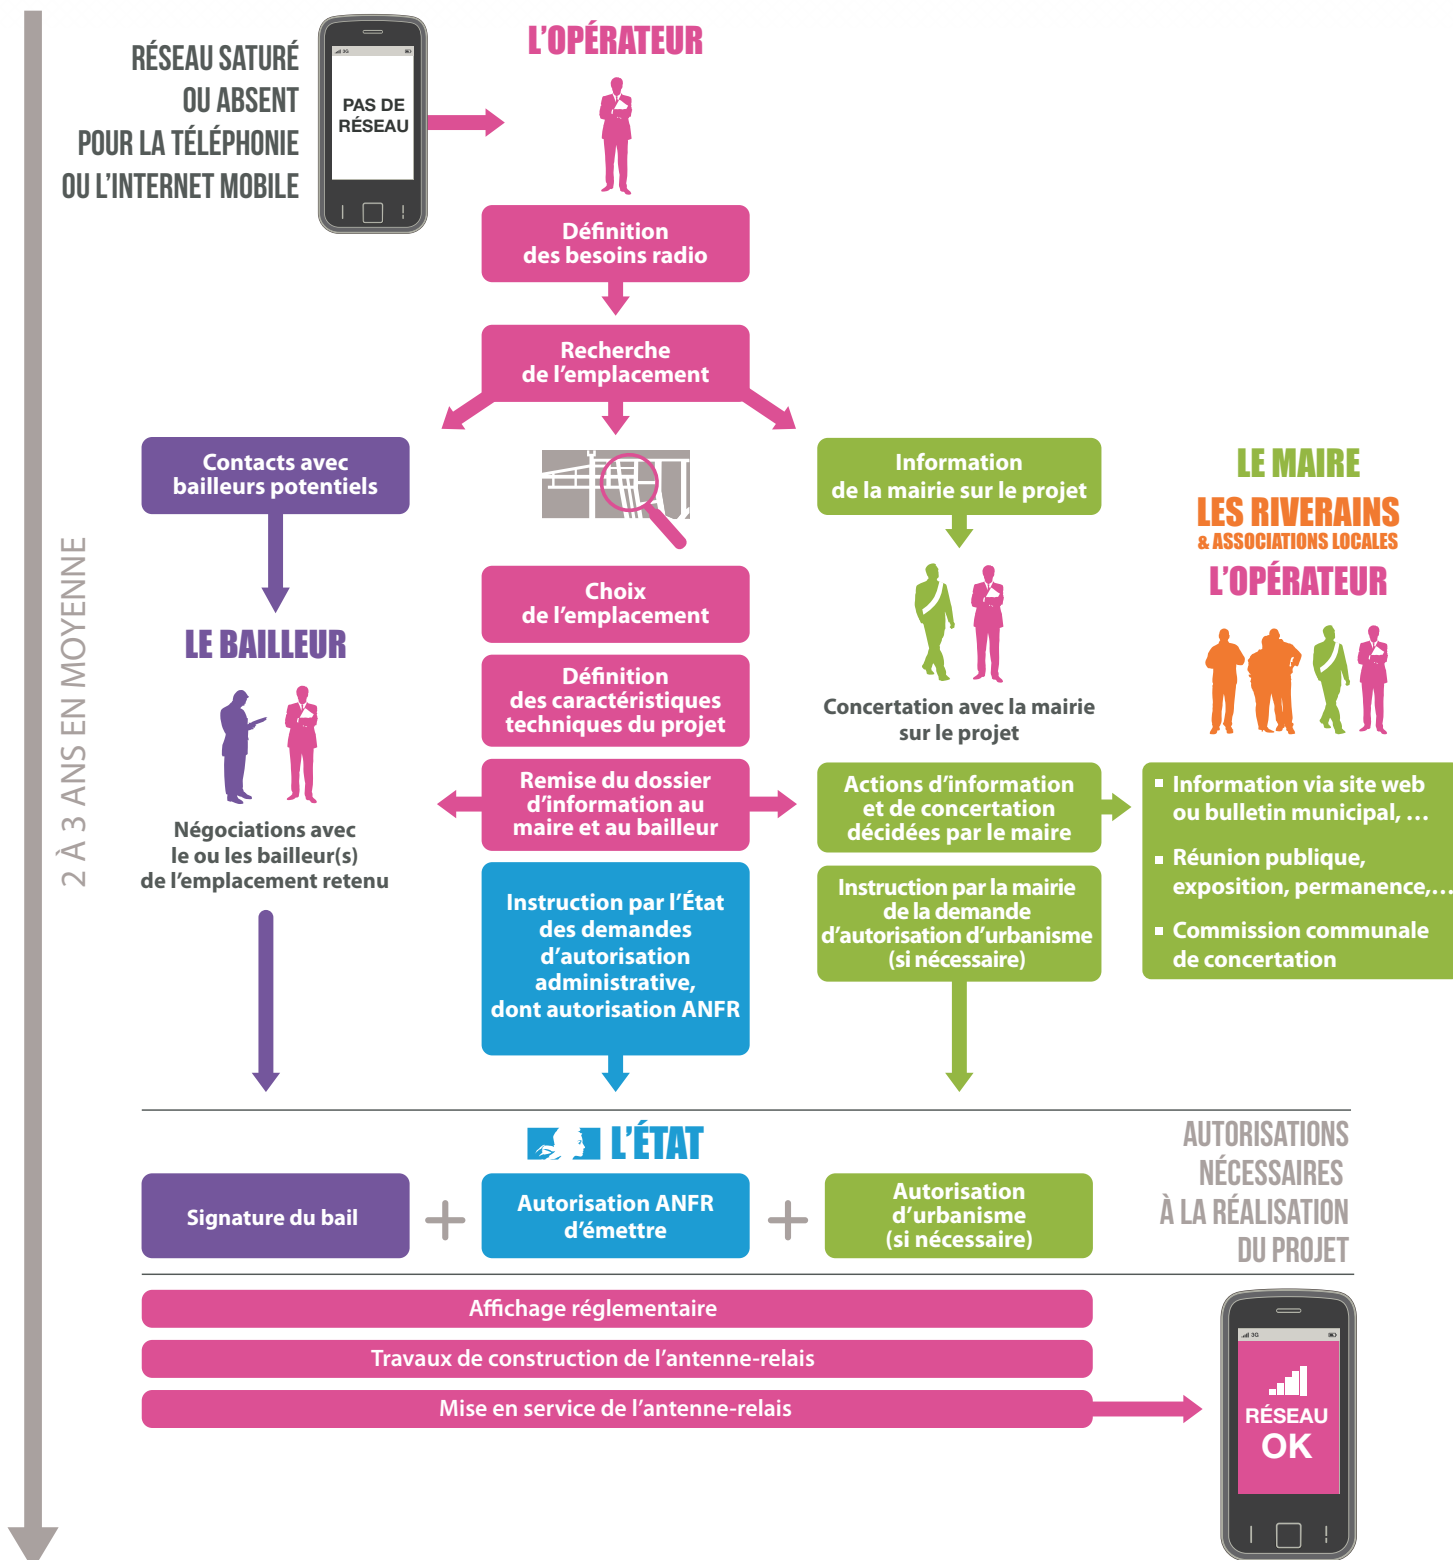 RÉSEAU SATURÉ
OU ABSENT
POUR LA TÉLÉPHONIE
OU L'INTERNET MOBILE
3G
PAS DE
RÉSEAU
L'OPÉRATEUR
Définition
des besoins radio
Recherche
de l'emplacement
Contacts avec
bailleurs potentiels
Information
de la mairie sur le projet
LE MAIRE
LES RIVERAINS
& ASSOCIATIONS LOCALES
L'OPÉRATEUR
2 À 3 ANS EN MOYENNE
LE BAILLEUR
Choix
de l'emplacement
Définition
des caractéristiques
techniques du projet
Concertation avec la mairie
sur le projet
Remise du dossier
d'information au
maire et au bailleur
Négociations avec
le ou les bailleur(s)
de l'emplacement retenu
Actions d'information
et de concertation
décidées par le maire
▪ Information via site web
ou bulletin municipal, …
▪ Réunion publique,
exposition, permanence,…
▪ Commission communale
de concertation
Instruction par l'État
des demandes
d'autorisation
administrative,
dont autorisation ANFR
Instruction par la mairie
de la demande
d'autorisation d'urbanisme
(si nécessaire)
L'ÉTAT
AUTORISATIONS
NÉCESSAIRES
À LA RÉALISATION
DU PROJET
Signature du bail
+
Autorisation ANFR
d'émettre
+
Autorisation
d'urbanisme
(si nécessaire)
Affichage réglementaire
Travaux de construction de l'antenne-relais
Mise en service de l'antenne-relais
3G
RÉSEAU
OK